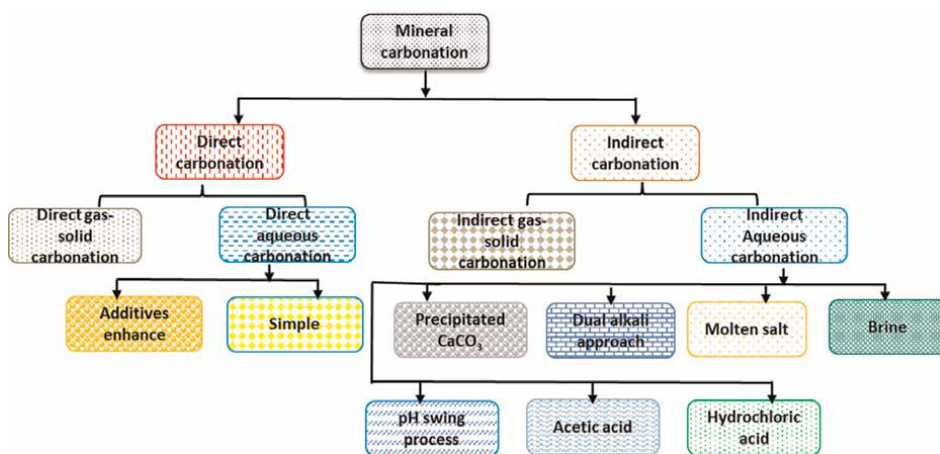 Mineral
carbonation
Direct
carbonation
Indirect
carbonation
Direct gas-
solid
carbonation
Direct
aqueous
carbonation
Indirect gas-
solid
carbonation
Indirect
Aqueous
carbonation
Additives
enhance
Simple
Precipitated
CaCO₃
Dual alkali
approach
Molten salt
Brine
pH swing
process
Acetic acid
Hydrochloric
acid